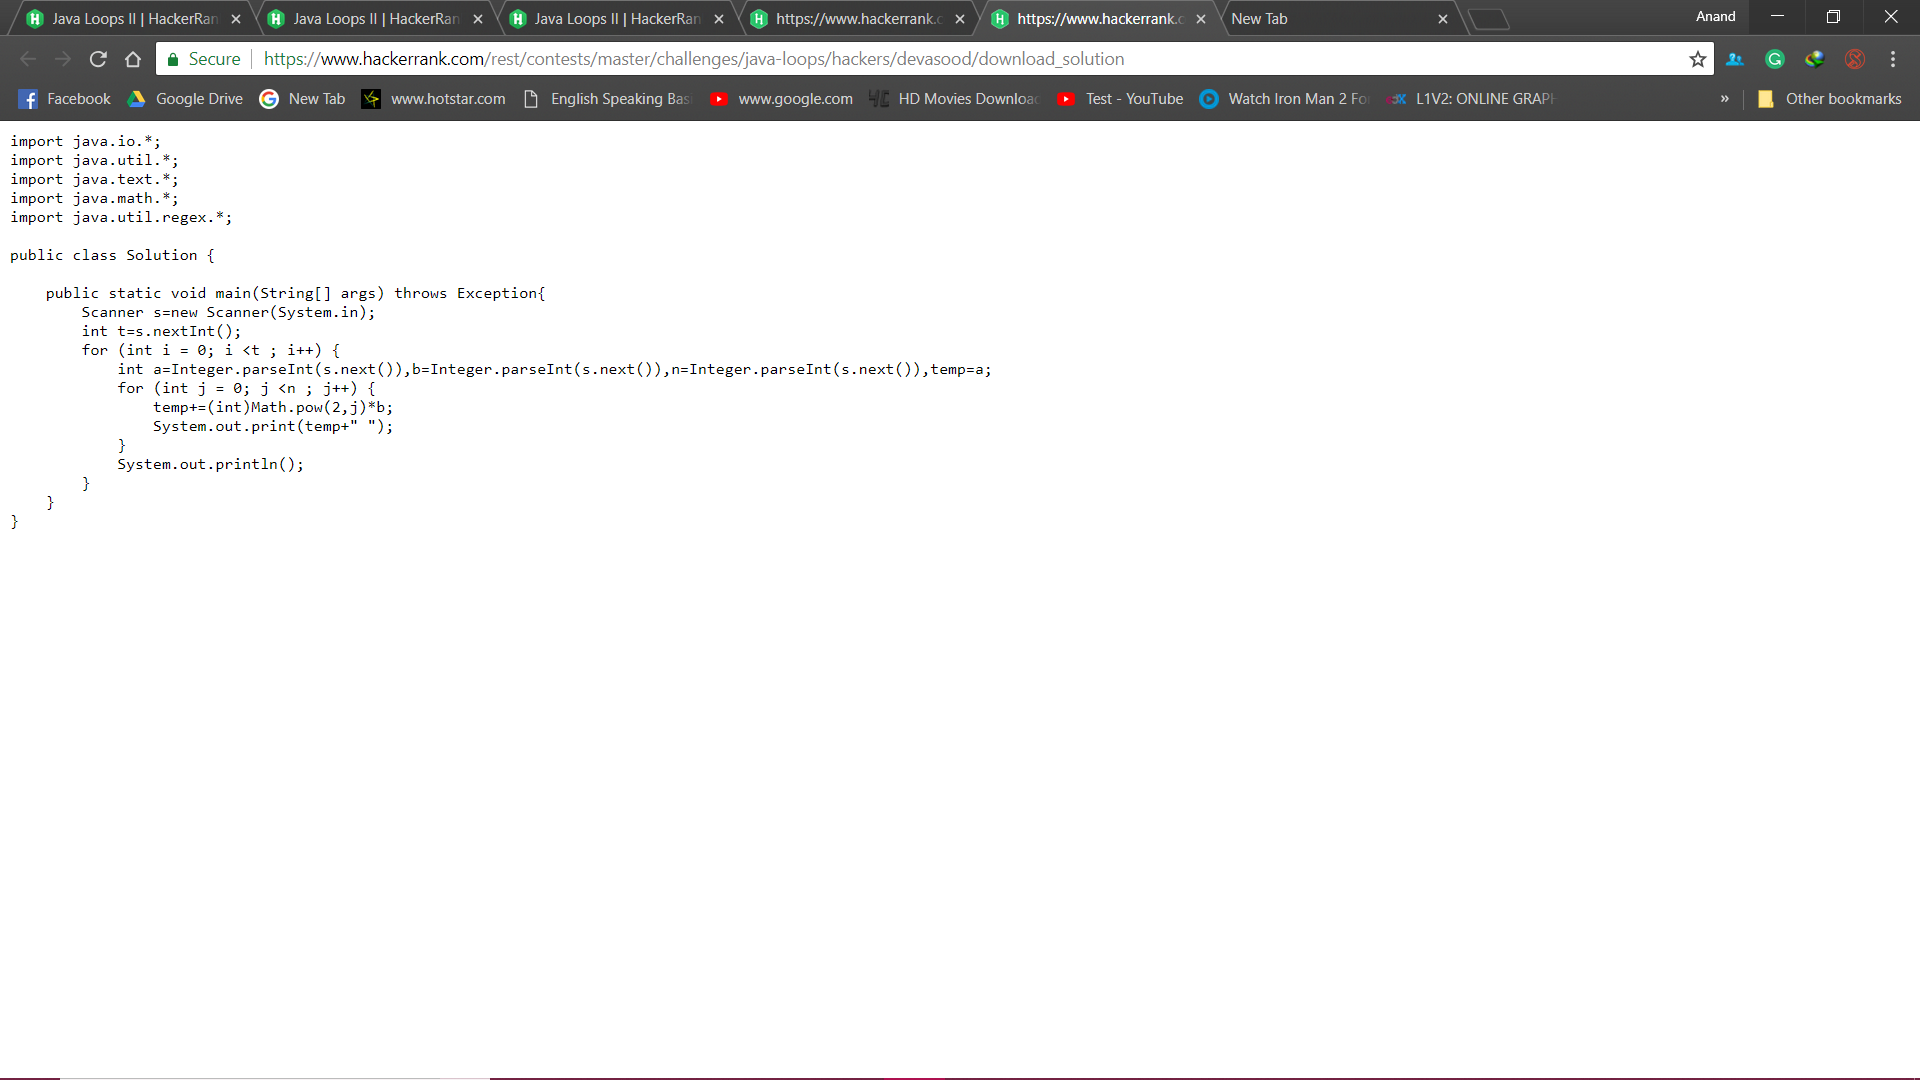 Java Loops II | HackerRan
Java Loops II | HackerRan
Java Loops II | HackerRan
https://www.hackerrank.c
https://www.hackerrank.c
New Tab
Anand
Secure
https://www.hackerrank.com/rest/contests/master/challenges/java-loops/hackers/devasood/download_solution
Facebook
Google Drive
New Tab
www.hotstar.com
English Speaking Bas
www.google.com
HD Movies Downloa
Test - YouTube
Watch Iron Man 2 Fo
L1V2: ONLINE GRAP
»
Other bookmarks
import java.io.*;
import java.util.*;
import java.text.*;
import java.math.*;
import java.util.regex.*;
public class Solution {
public static void main(String[] args) throws Exception{
Scanner s=new Scanner(System.in);
int t=s.nextInt();
for (int i = 0; i <t ; i++) {
int a=Integer.parseInt(s.next()),b=Integer.parseInt(s.next()),n=Integer.parseInt(s.next()),temp=a;
for (int j = 0; j <n ; j++) {
temp+=(int)Math.pow(2,j)*b;
System.out.print(temp+" ");
}
System.out.println();
}
}
}